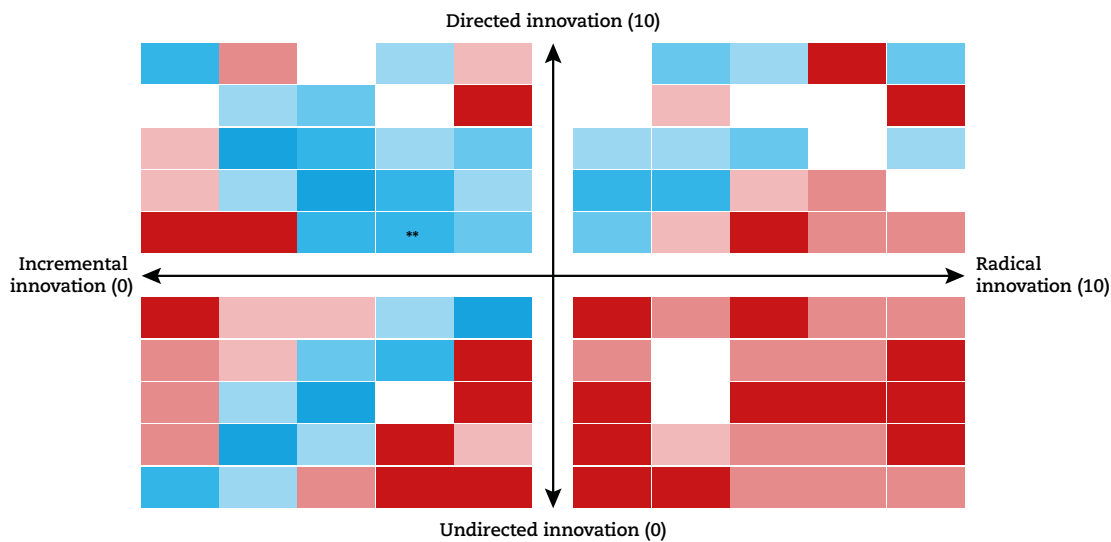 Directed innovation (10)
**
Incremental
innovation (0)
Radical
innovation (10)
Undirected innovation (0)